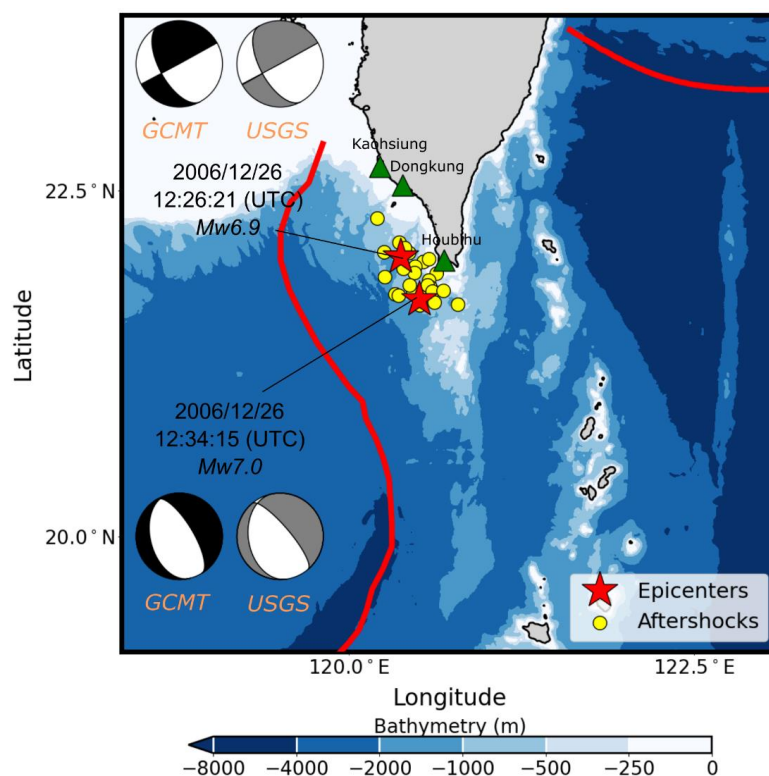 GCMT USGS
Kaohsiung
Dongkung
2006/12/26
12:26:21 (UTC)
Mw6.9
Houbihu
22.5°N
Latitude
2006/12/26
12:34:15 (UTC)
Mw7.0
20.0°N
GCMT USGS
Epicenters
Aftershocks
120.0°E 122.5°E
Longitude
Bathymetry (m)
−8000 −4000 −2000 −1000 −500 −250 0